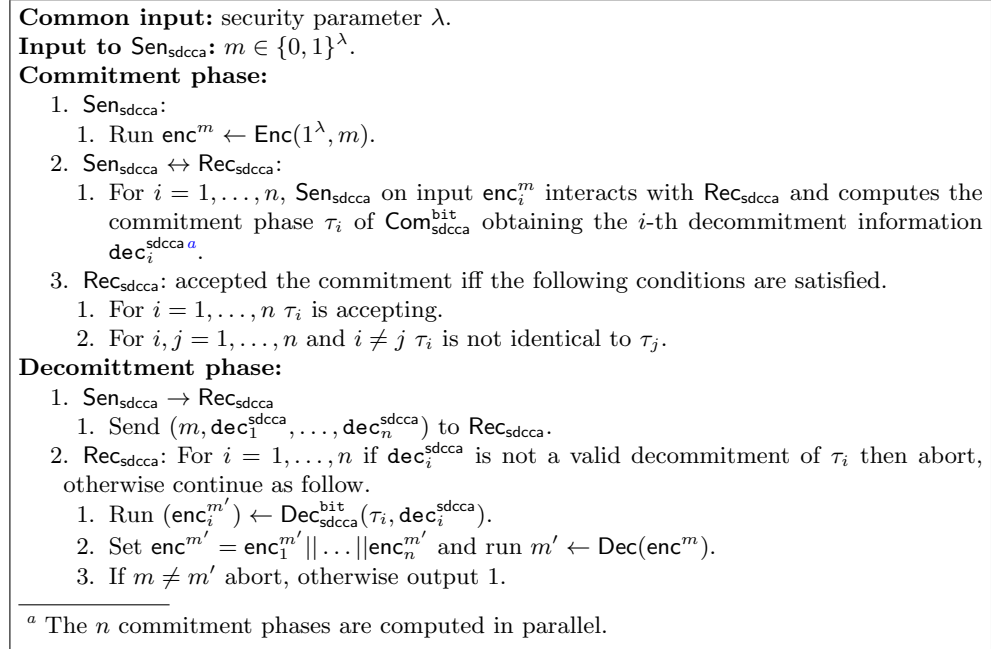 Common input: security parameter λ.
Input to Sen_sdcca: m ∈ {0, 1}^λ.
Commitment phase:
1. Sen_sdcca:
1. Run enc^m ← Enc(1^λ, m).
2. Sen_sdcca ↔ Rec_sdcca:
1. For i = 1, . . . , n, Sen_sdcca on input enc_i^m interacts with Rec_sdcca and computes the
commitment phase τ_i of Com_sdcca^bit obtaining the i-th decommitment information
dec_i^sdcca a.
3. Rec_sdcca: accepted the commitment iff the following conditions are satisfied.
1. For i = 1, . . . , n τ_i is accepting.
2. For i, j = 1, . . . , n and i ≠ j τ_i is not identical to τ_j.
Decomittment phase:
1. Sen_sdcca → Rec_sdcca
1. Send (m, dec_1^sdcca, . . . , dec_n^sdcca) to Rec_sdcca.
2. Rec_sdcca: For i = 1, . . . , n if dec_i^sdcca is not a valid decommitment of τ_i then abort,
otherwise continue as follow.
1. Run (enc_i^m′) ← Dec_sdcca^bit(τ_i, dec_i^sdcca).
2. Set enc^m′ = enc_1^m′|| . . . ||enc_n^m′ and run m′ ← Dec(enc^m).
3. If m ≠ m′ abort, otherwise output 1.
a The n commitment phases are computed in parallel.